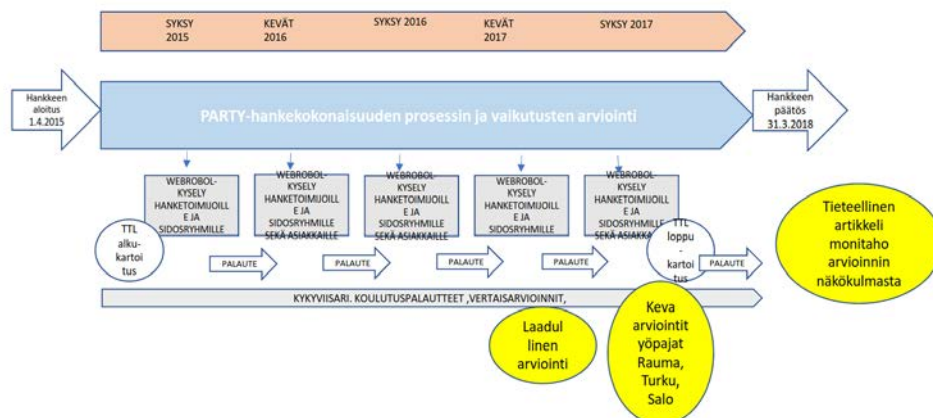 SYKSY
2015
KEVÄT
2016
SYKSY 2016
KEVÄT
2017
SYKSY 2017
Hankkeen
aloitus
1.4.2015
PARTY-hankekokonaisuuden prosessin ja vaikutusten arviointi
Hankkeen
päätös
31.3.2018
WEBROBOL-
KYSELY
HANKETOIMIJOILL
E JA
SIDOSRYHMILLE
WEBROBOL-
KYSELY
HANKETOIMIJOILL
E JA
SIDOSRYHMILLE
SEKÄ ASIAKKAILLE
WEBROBOL-
KYSELY
HANKETOIMIJOILL
E JA
SIDOSRYHMILLE
SEKÄ ASIAKKAILLE
WEBROBOL-
KYSELY
HANKETOIMIJOILL
E JA
SIDOSRYHMILLE
WEBROBOL-
KYSELY
HANKETOIMIJOILL
E JA
SIDOSRYHMILLE
SEKÄ ASIAKKAILLE
TTL
alku-
kartoi
tus
PALAUTE
PALAUTE
PALAUTE
PALAUTE
TTL
loppu
-
kartoi
tus
PALAUTE
Tieteellinen
artikkeli
monitaho
arvioinnin
näkökulmasta
KYKYVIISARI. KOULUTUSPALAUTTEET ,VERTAISARVIOINNIT,
Laadul
linen
arviointi
Keva
arviointit
yöpajat
Rauma,
Turku,
Salo